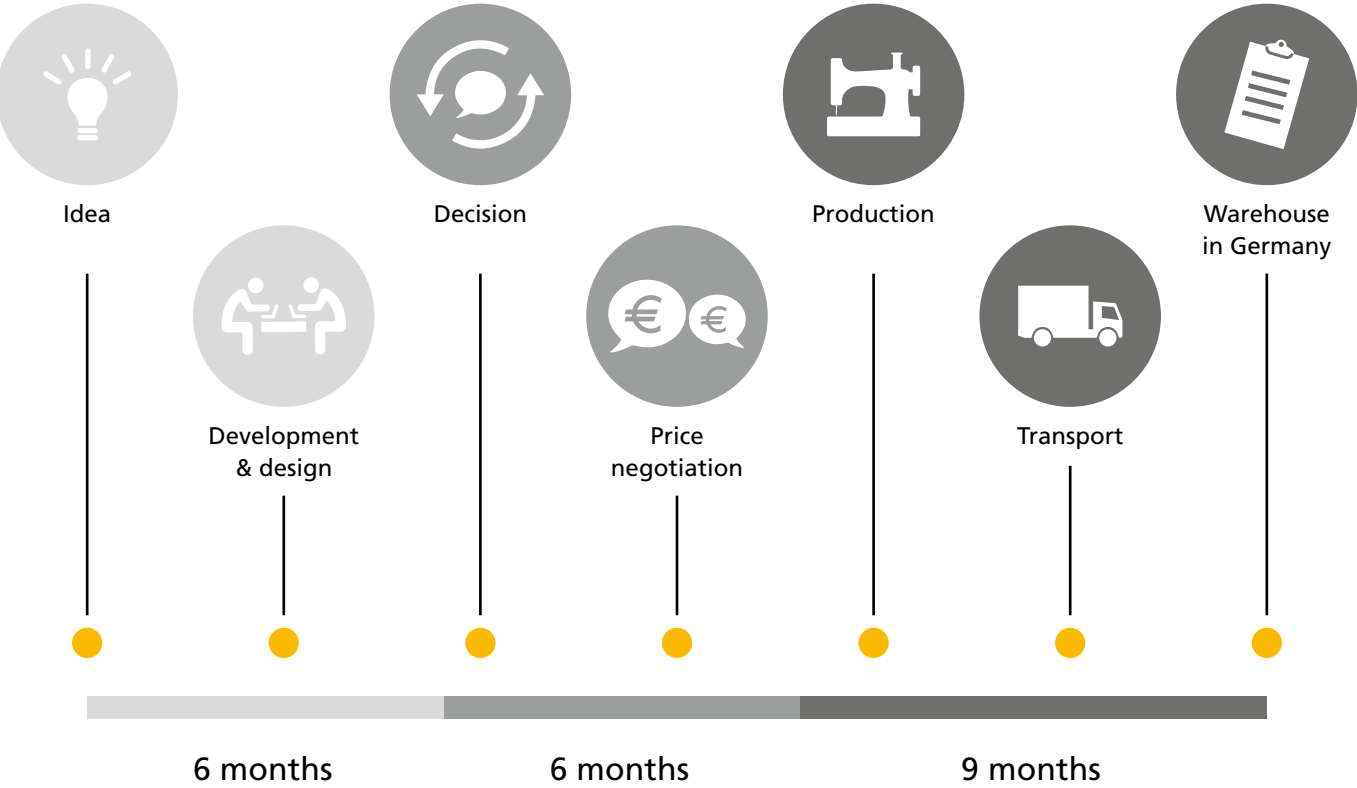 Idea
Decision
Production
Warehouse
in Germany
€
€
Development
& design
Price
negotiation
Transport
6 months
6 months
9 months